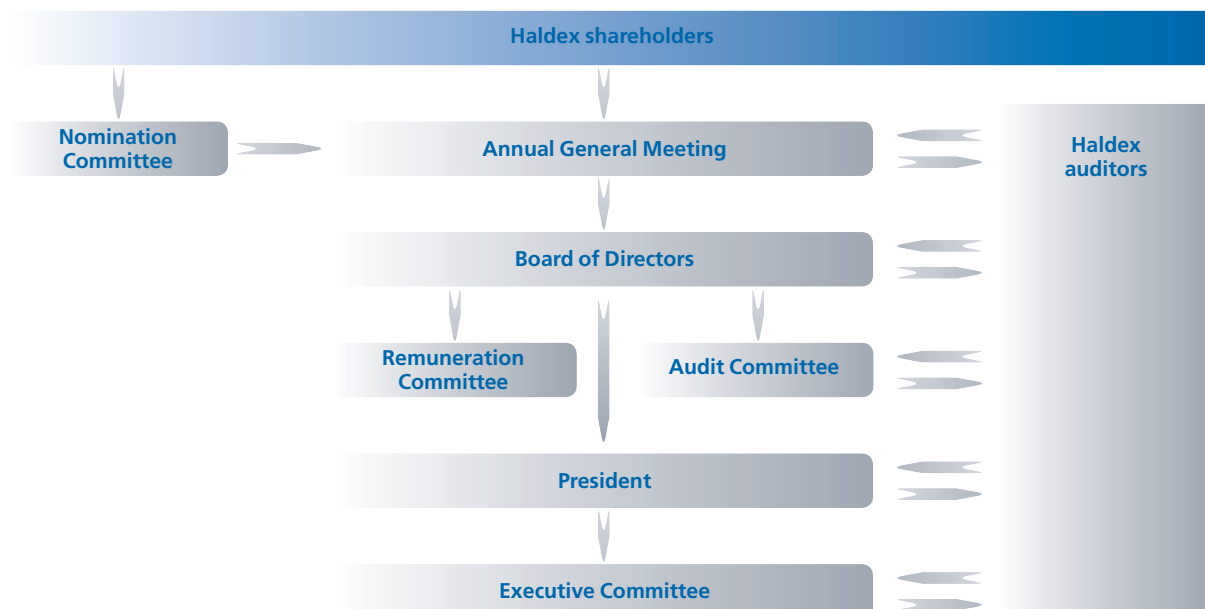 Haldex shareholders
Nomination
Committee
Annual General Meeting
Haldex
auditors
Board of Directors
Remuneration
Committee
Audit Committee
President
Executive Committee